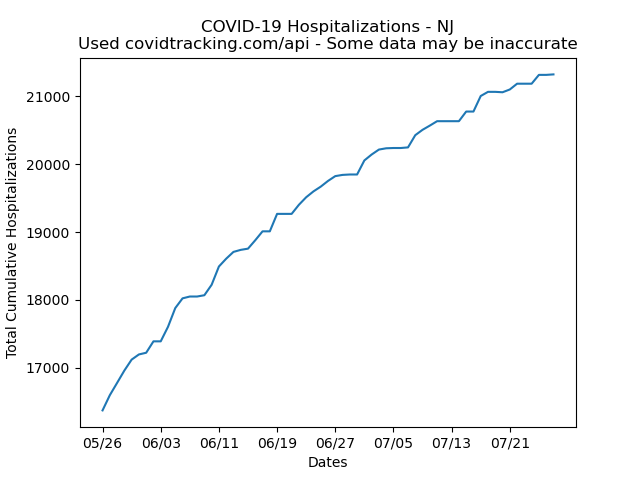 COVID-19 Hospitalizations - NJ
Used covidtracking.com/api - Some data may be inaccurate
Total Cumulative Hospitalizations
21000
20000
19000
18000
17000
05/26 06/03 06/11 06/19 06/27 07/05 07/13 07/21
Dates